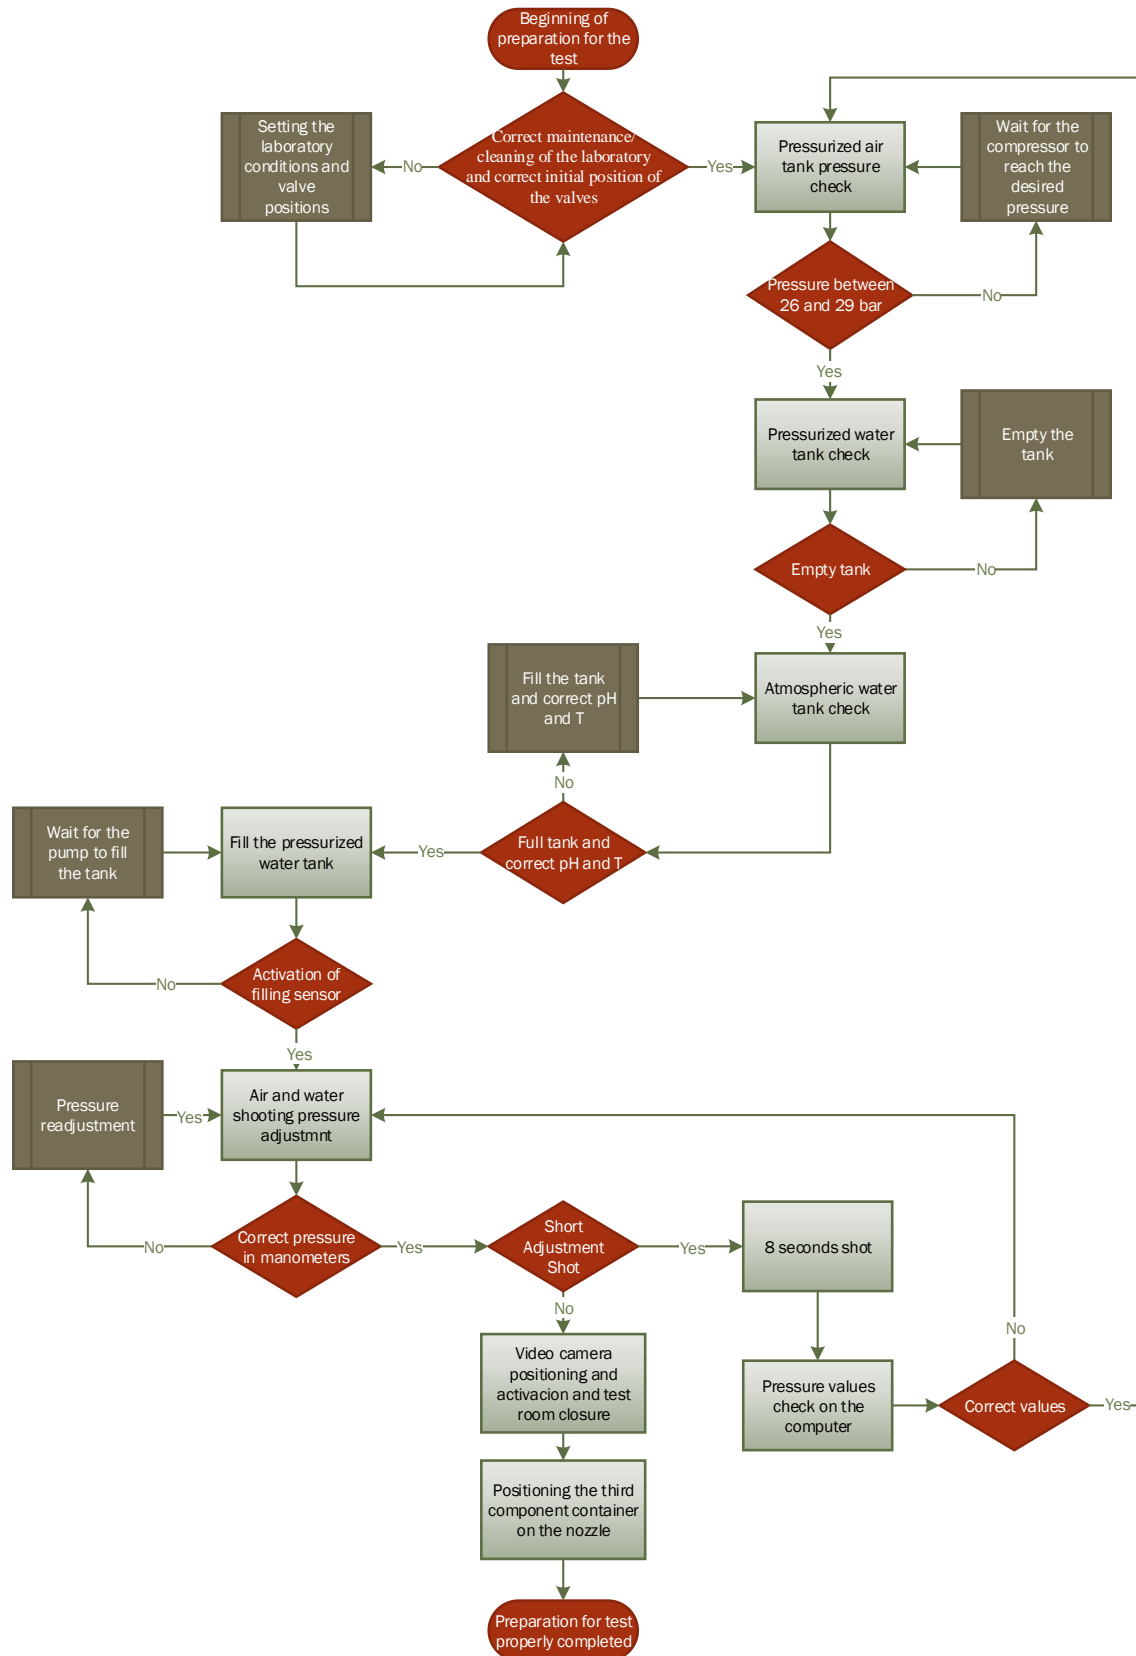 Beginning of
preparation for the
test
Correct maintenance/
cleaning of the laboratory
and correct initial position of
the valves
No
Yes
Setting the
laboratory
conditions and
valve
positions
Pressurized air
tank pressure
check
Wait for the
compressor to
reach the
desired
pressure
Pressure between
26 and 29 bar
No
Yes
Pressurized water
tank check
Empty the
tank
Empty tank
No
Yes
Atmospheric water
tank check
Fill the tank
and correct pH
and T
No
Full tank and
correct pH and T
Yes
Fill the pressurized
water tank
Wait for the
pump to fill
the tank
Activation of
filling sensor
No
Yes
Air and water
shooting pressure
adjustmnt
Pressure
readjustment
Yes
Correct pressure
in manometers
No
Yes
Short
Adjustment
Shot
Yes
8 seconds shot
No
Video camera
positioning and
activacion and test
room closure
Pressure values
check on the
computer
Correct values
No
Yes
Positioning the third
component container
on the nozzle
Preparation for test
properly completed